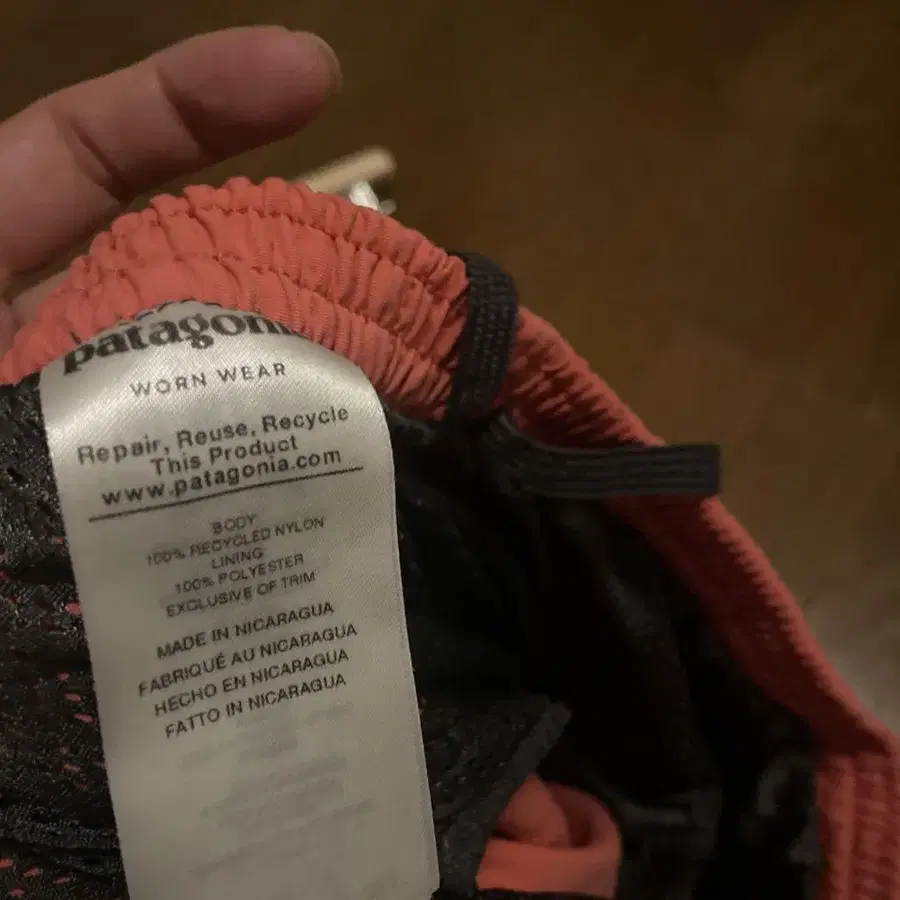 patagonia
WORN WEAR
Repair, Reuse, Recycle
This Product
www.patagonia.com
BODY
100% RECYCLED NYLON
LINING
100% POLYESTER
EXCLUSIVE OF TRIM
MADE IN NICARAGUA
FABRIQUÉ AU NICARAGUA
HECHO EN NICARAGUA
FATTO IN NICARAGUA